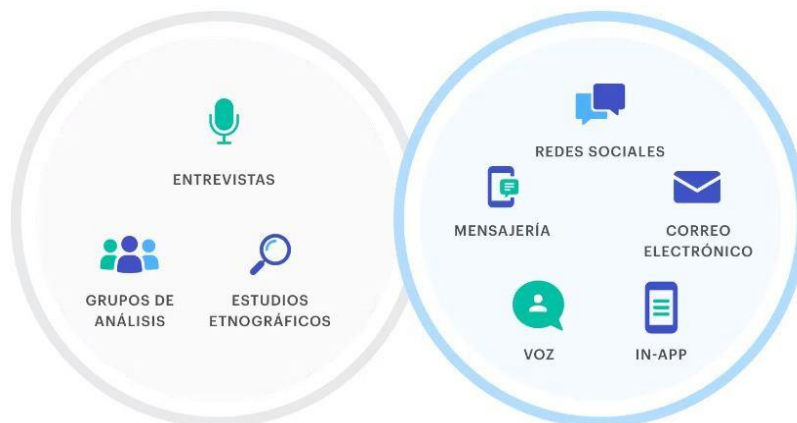 ENTREVISTAS
GRUPOS DE
ANÁLISIS
ESTUDIOS
ETNOGRÁFICOS
REDES SOCIALES
MENSAJERÍA
CORREO
ELECTRÓNICO
VOZ
IN-APP